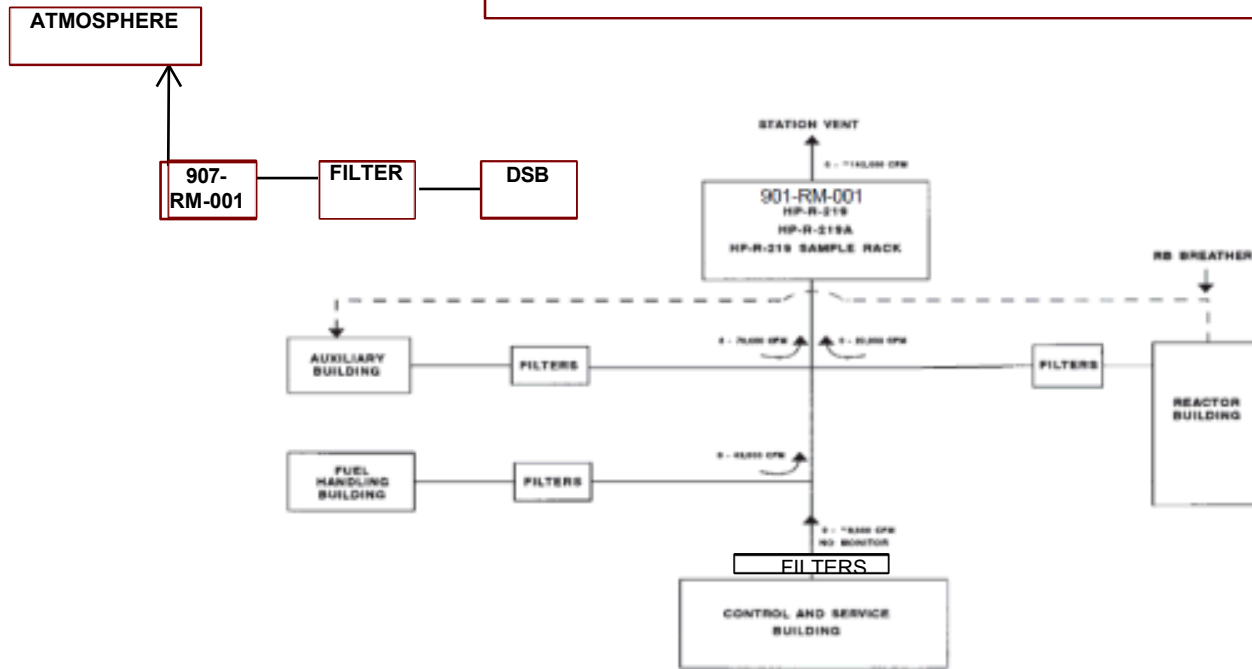 ATMOSPHERE
907-
RM-001
FILTER
DSB
STATION VENT
901-RM-001
HP-R-219
HP-R-219A
HP-R-219 SAMPLE RACK
RB BREATHER
AUXILIARY
BUILDING
FILTERS
FILTERS
REACTOR
BUILDING
FUEL
HANDLING
BUILDING
FILTERS
NO MONITOR
FILTERS
CONTROL AND SERVICE
BUILDING